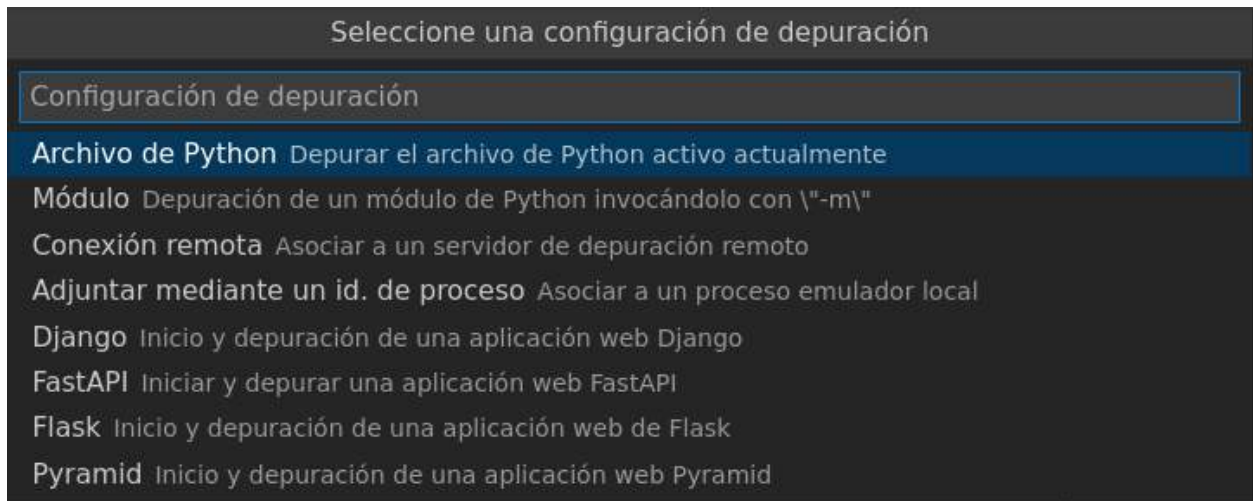 Seleccione una configuración de depuración
Configuración de depuración
Archivo de Python Depurar el archivo de Python activo actualmente
Módulo Depuración de un módulo de Python invocándolo con \"-m\"
Conexión remota Asociar a un servidor de depuración remoto
Adjuntar mediante un id. de proceso Asociar a un proceso emulador local
Django Inicio y depuración de una aplicación web Django
FastAPI Iniciar y depurar una aplicación web FastAPI
Flask Inicio y depuración de una aplicación web de Flask
Pyramid Inicio y depuración de una aplicación web Pyramid